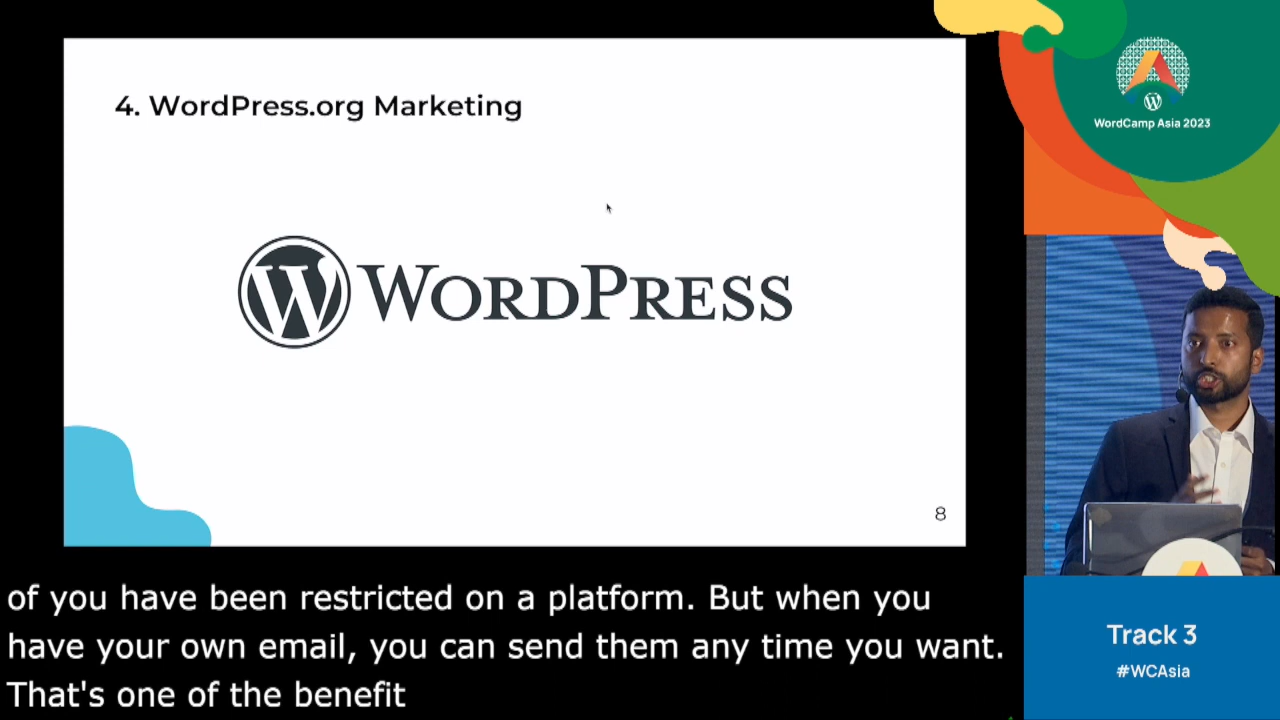 4. WordPress.org Marketing
WORDPRESS
8
WordCamp Asia 2023
of you have been restricted on a platform. But when you
have your own email, you can send them any time you want.
That's one of the benefit
Track 3
#WCAsia